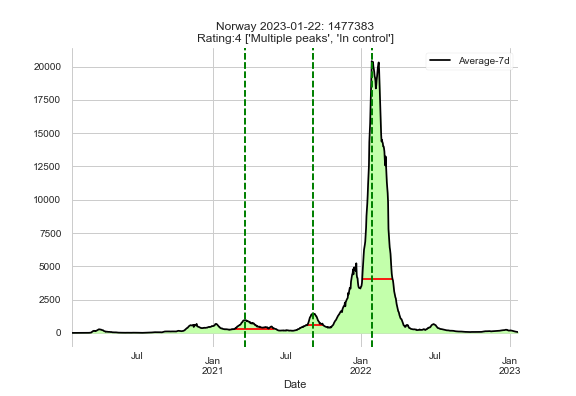 Norway 2023-01-22: 1477383
Rating:4 ['Multiple peaks', 'In control']
Average-7d
20000
17500
15000
12500
10000
7500
5000
2500
0
Jul
Jan
2021
Jul
Jan
2022
Jul
Jan
2023
Date